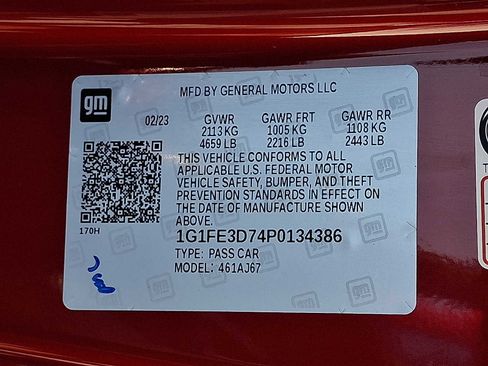 MFD BY GENERAL MOTORS LLC
gm
02/23 GVWR GAWR FRT GAWR RR
2113 KG 1005 KG 1108 KG
4659 LB 2216 LB 2443 LB
THIS VEHICLE CONFORMS TO ALL
APPLICABLE U.S. FEDERAL MOTOR
VEHICLE SAFETY, BUMPER, AND THEFT
PREVENTION STANDARDS IN EFFECT ON
THE DATE OF MANUFACTURE SHOWN
ABOVE.
170H
1G1FE3D74P0134386
TYPE: PASS CAR
MODEL: 461AJ67